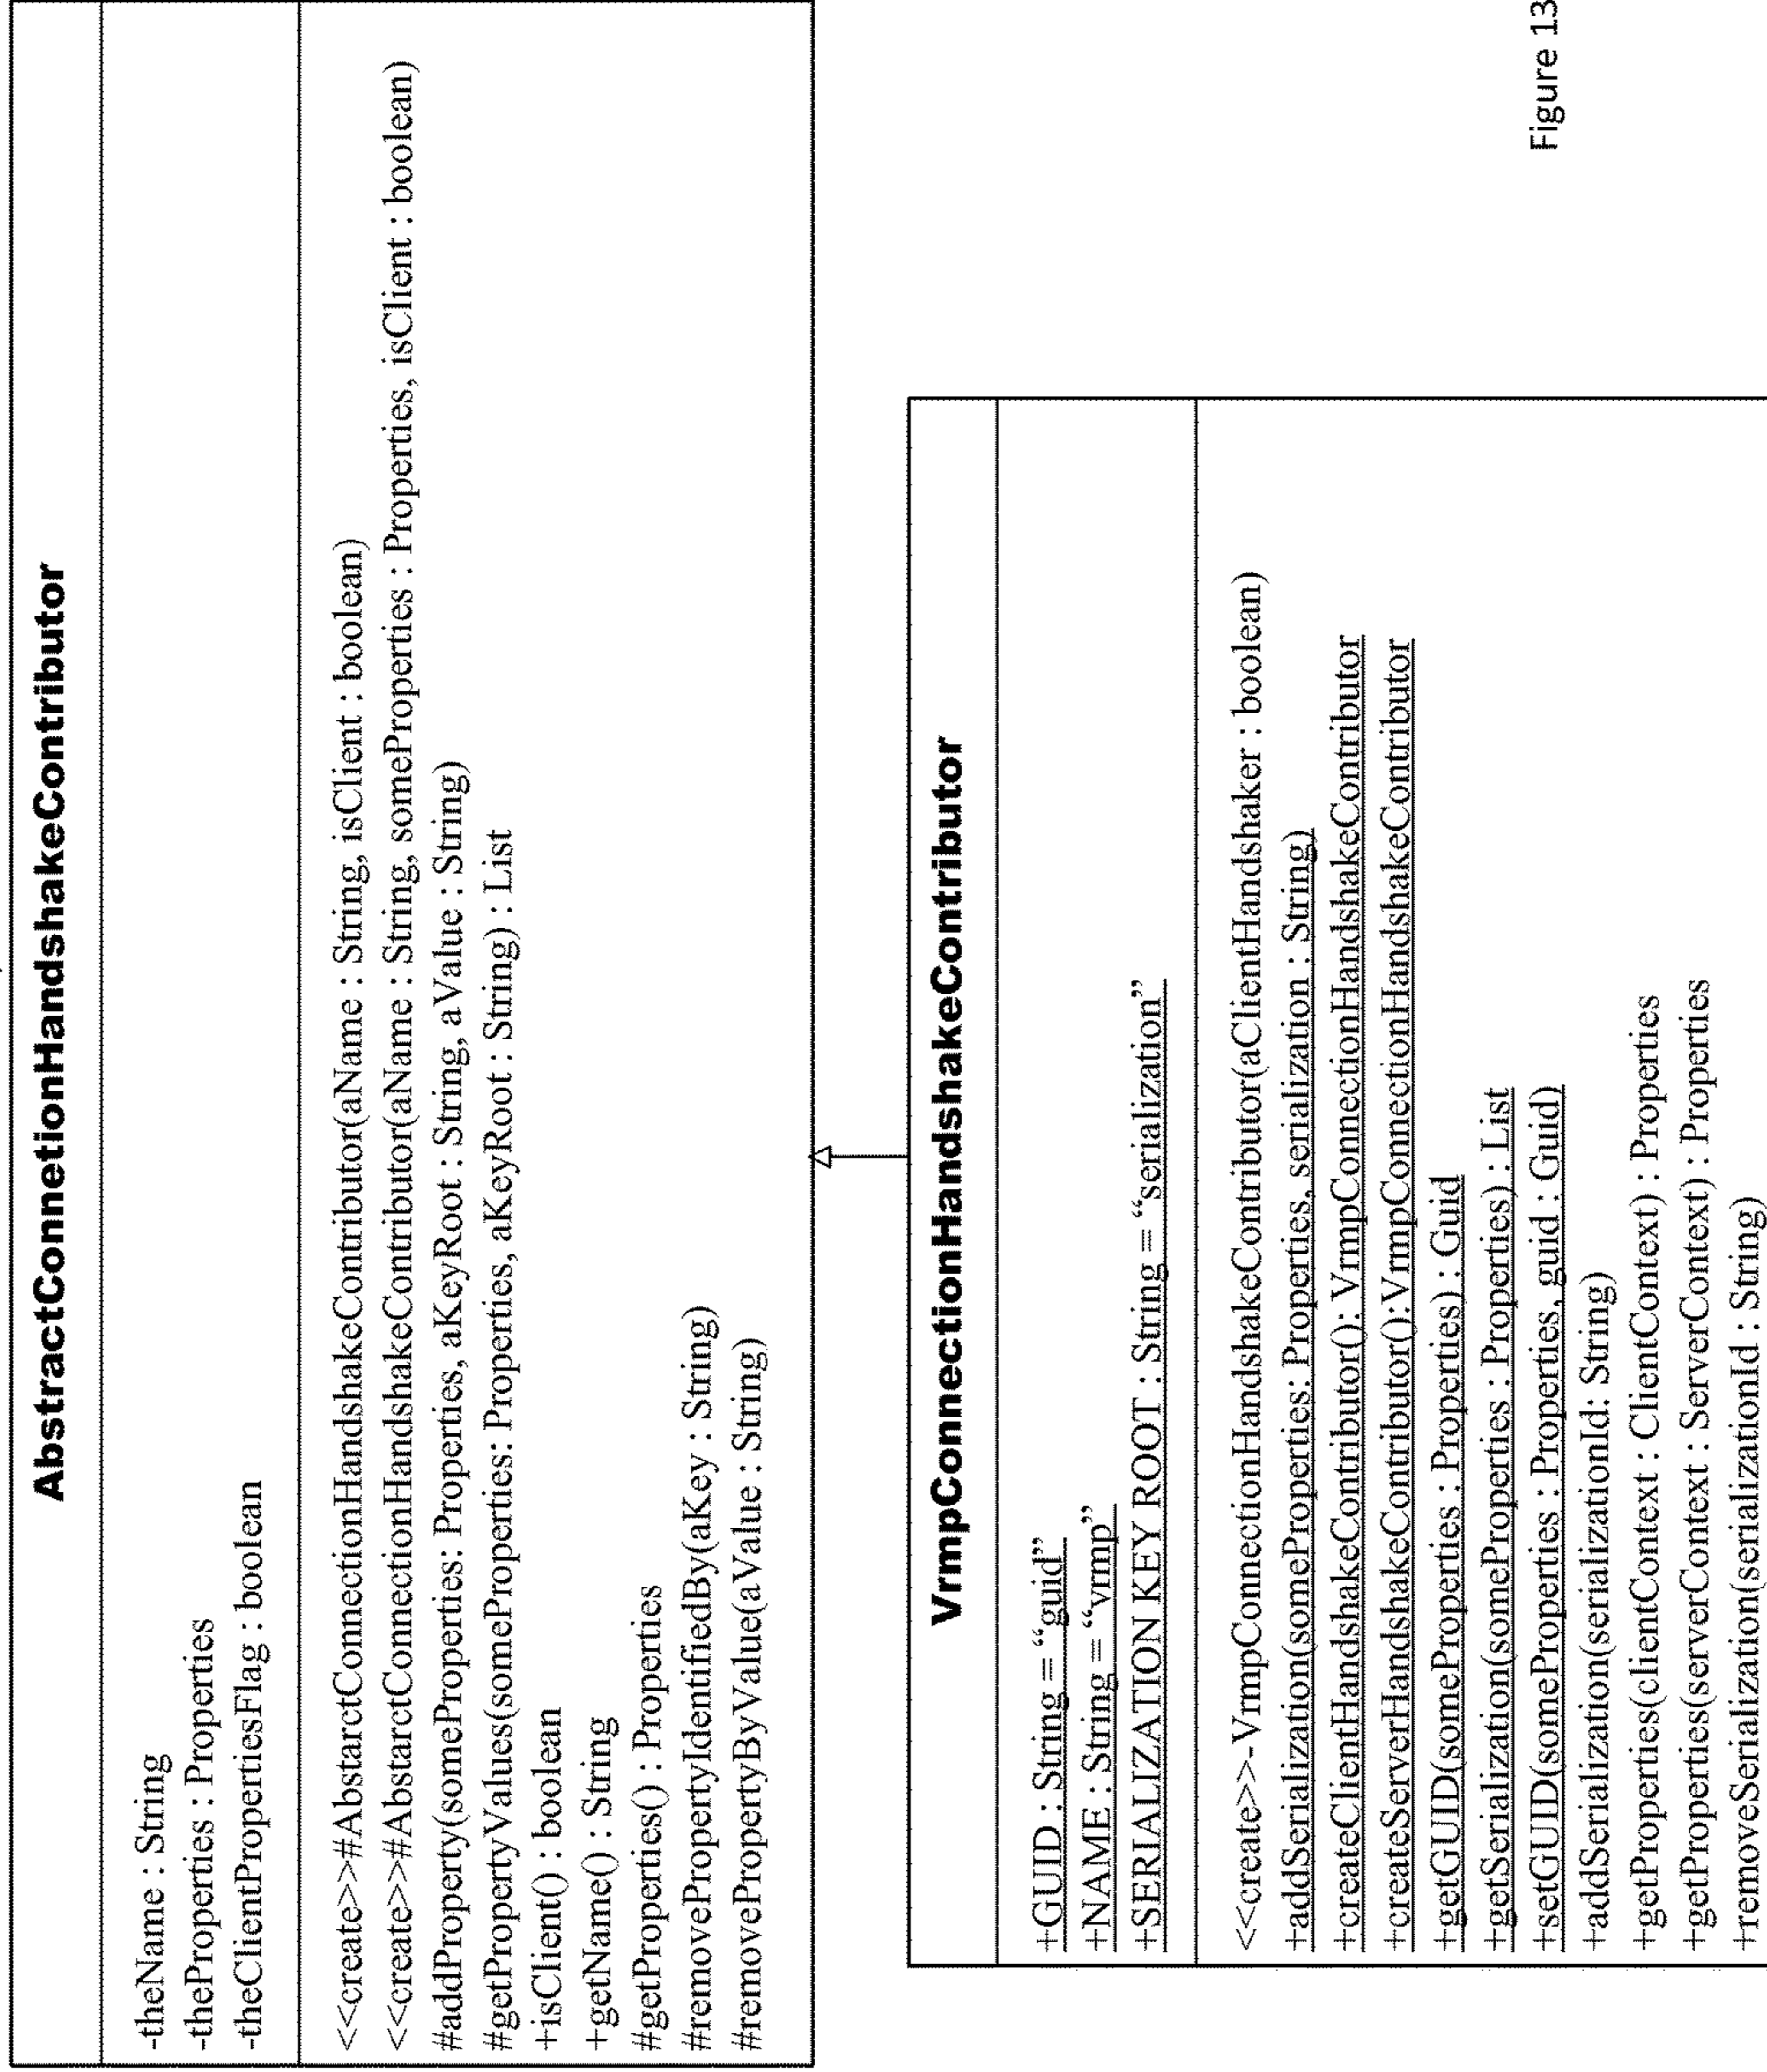 AbstractConnetionHandshakeContributor
-theName : String
-theProperties : Properties
-theClientPropertiesFlag : boolean
<<create>>#AbstarctConnectionHandshakeContributor(aName : String, isClient : boolean)
<<create>>#AbstarctConnectionHandshakeContributor(aName : String, someProperties : Properties, isClient : boolean)
#addProperty(someProperties: Properties, aKeyRoot : String, aValue : String)
#getPropertyValues(someProperties: Properties, aKeyRoot : String) : List
+isClient() : boolean
+getName() : String
#getProperties() : Properties
#removePropertyIdentifiedBy(aKey : String)
#removePropertyByValue(aValue : String)
VrmpConnectionHandshakeContributor
+GUID : String = “guid”
+NAME : String = “vrmp”
+SERIALIZATION KEY ROOT : String = “serialization”
<<create>>-VrmpConnectionHandshakeContributor(aClientHandshaker : boolean)
+addSerialization(someProperties: Properties, serialization : String)
+createClientHandshakeContributor(): VrmpConnectionHandshakeContributor
+createServerHandshakeContributor():VrmpConnectionHandshakeContributor
+getGUID(someProperties : Properties) : Guid
+getSerialization(someProperties : Properties) : List
+setGUID(someProperties : Properties, guid : Guid)
+addSerialization(serializationId: String)
+getProperties(clientContext : ClientContext) : Properties
+getProperties(serverContext : ServerContext) : Properties
+removeSerialization(serializationId : String)
Figure 13